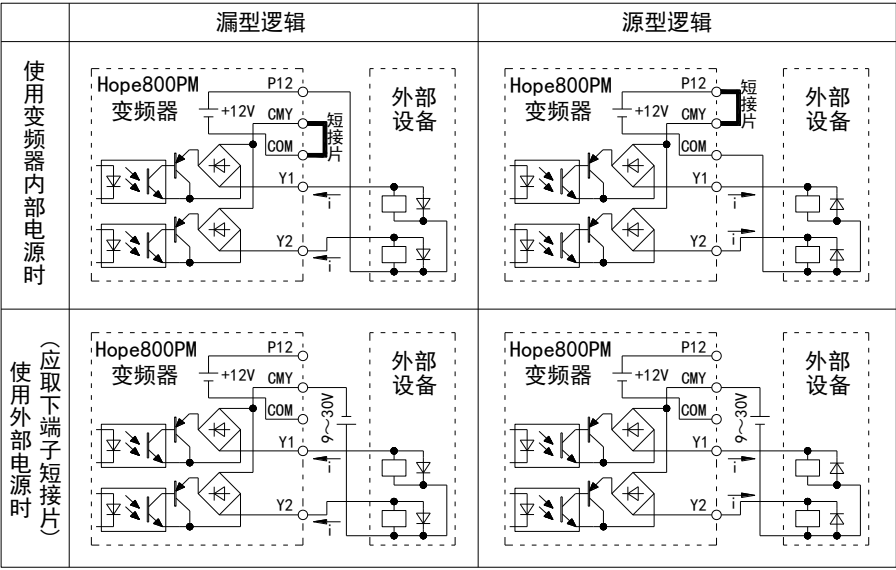 漏型逻辑
源型逻辑
使用变频器内部电源时
Hope800PM
变频器
+12V
P12
CMY
COM
短接片
Y1
Y2
i
i
外部
设备
Hope800PM
变频器
+12V
P12
CMY
COM
短接片
Y1
Y2
i
i
外部
设备
使用外部电源时
(应取下端子短接片)
Hope800PM
变频器
+12V
P12
CMY
COM
9~30V
Y1
Y2
i
i
外部
设备
Hope800PM
变频器
+12V
P12
CMY
COM
9~30V
Y1
Y2
i
i
外部
设备